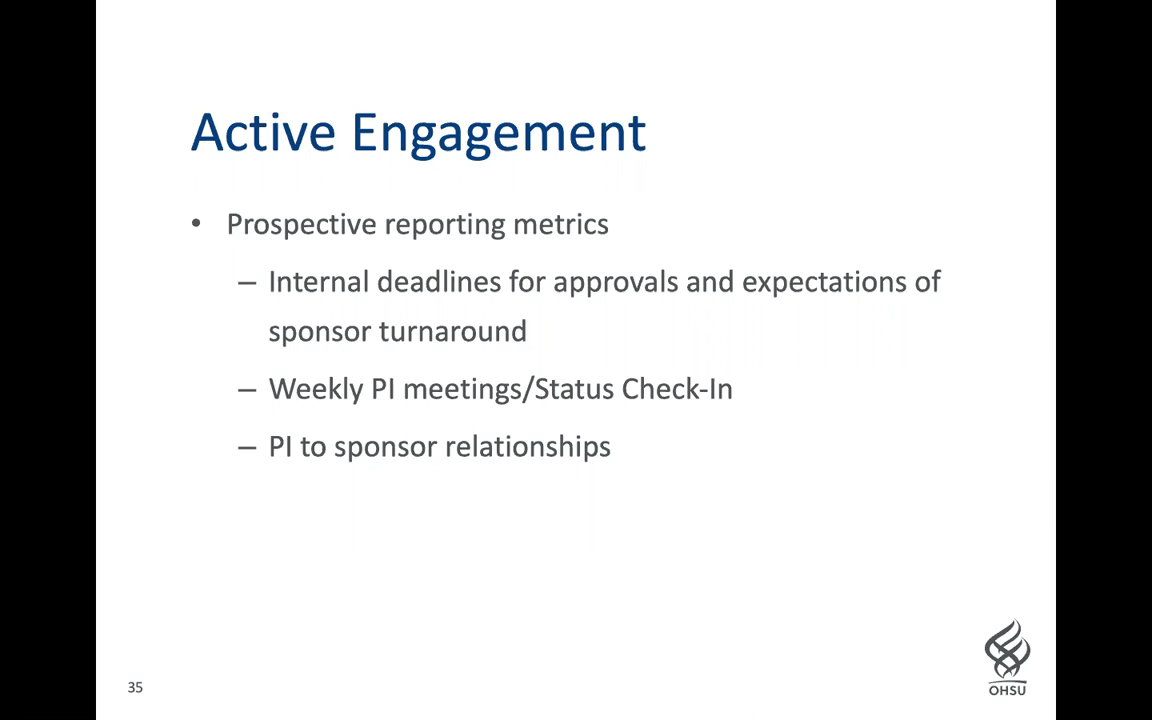 Active Engagement
• Prospective reporting metrics
– Internal deadlines for approvals and expectations of
sponsor turnaround
– Weekly PI meetings/Status Check-In
– PI to sponsor relationships
35
OHSU